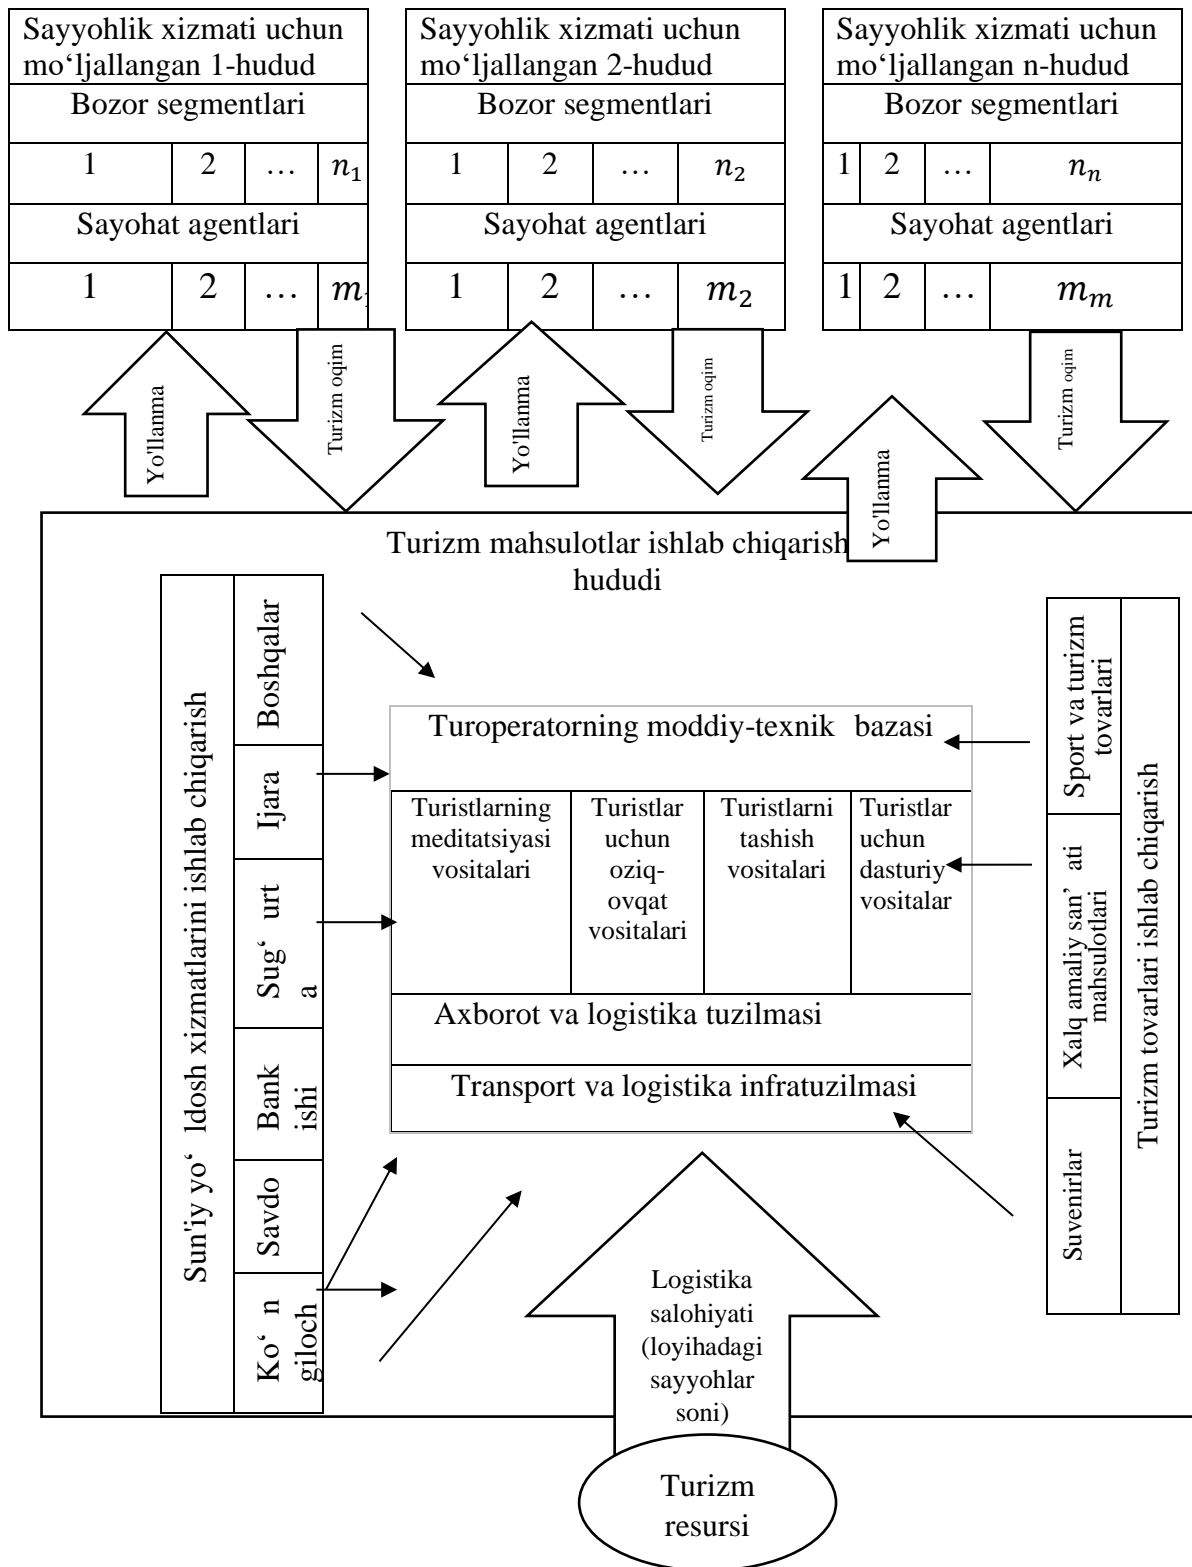 Sayyohlik xizmati uchun
mo‘ljallangan 1-hudud
Bozor segmentlari
1 2 … n₁
Sayohat agentlari
1 2 …
Sayyohlik xizmati uchun
mo‘ljallangan 2-hudud
Bozor segmentlari
1 2 … n₂
Sayohat agentlari
1 2 … m₂
Sayyohlik xizmati uchun
mo‘ljallangan n-hudud
Bozor segmentlari
1 2 … nₙ
Sayohat agentlari
1 2 … mₘ
Yo'llanma
Turizm oqim
Yo'llanma
Turizm oqim
Yo'llanma
Turizm oqim
Turizm mahsulotlar ishlab chiqarish
hududi
Sun'iy yo‘ ldosh xizmatlarini ishlab chiqarish
Boshqalar
Ijara
Sug‘ urt
a
Bank
ishi
Savdo
Ko‘ n
giloch
Turoperatorning moddiy-texnik bazasi
Turistlarning
meditatsiyasi
vositalari
Turistlar
uchun
oziq-
ovqat
vositalari
Turistlarni
tashish
vositalari
Turistlar
uchun
dasturiy
vositalar
Axborot va logistika tuzilmasi
Transport va logistika infratuzilmasi
Sport va turizm
tovarlari
Xalq amaliy san’ ati
mahsulotlari
Suvenirlar
Turizm tovarlari ishlab chiqarish
Logistika
salohiyati
(loyihadagi
sayyohlar
soni)
Turizm
resursi